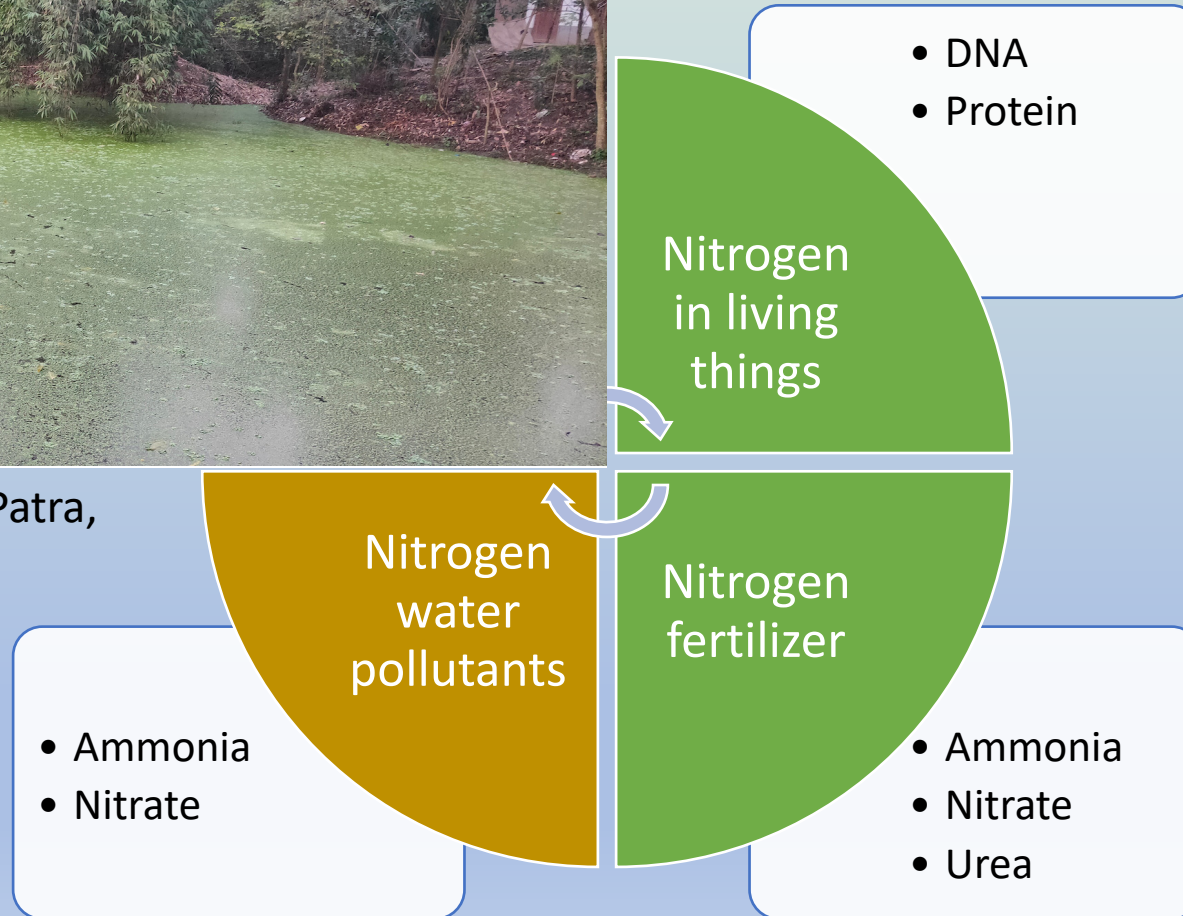 • DNA
• Protein
Nitrogen
in living
things
Patra,
Nitrogen
water
pollutants
Nitrogen
fertilizer
• Ammonia
• Nitrate
• Ammonia
• Nitrate
• Urea